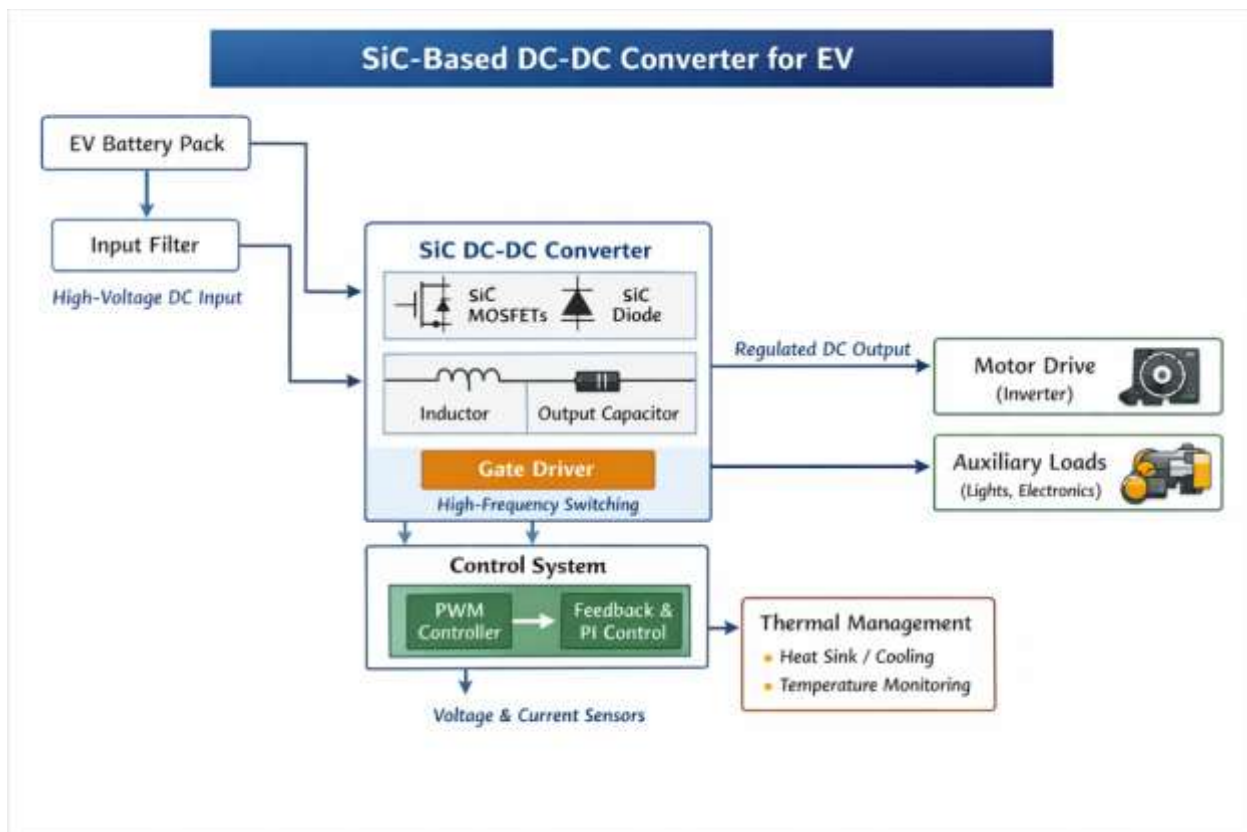 SiC-Based DC-DC Converter for EV
EV Battery Pack
Input Filter
High-Voltage DC Input
SiC DC-DC Converter
SiC
MOSFETs
SiC
Diode
Inductor
Output Capacitor
Gate Driver
High-Frequency Switching
Regulated DC Output
Motor Drive
(Inverter)
Auxiliary Loads
(Lights, Electronics)
Control System
PWM
Controller
Feedback &
PI Control
Voltage & Current Sensors
Thermal Management
• Heat Sink / Cooling
• Temperature Monitoring